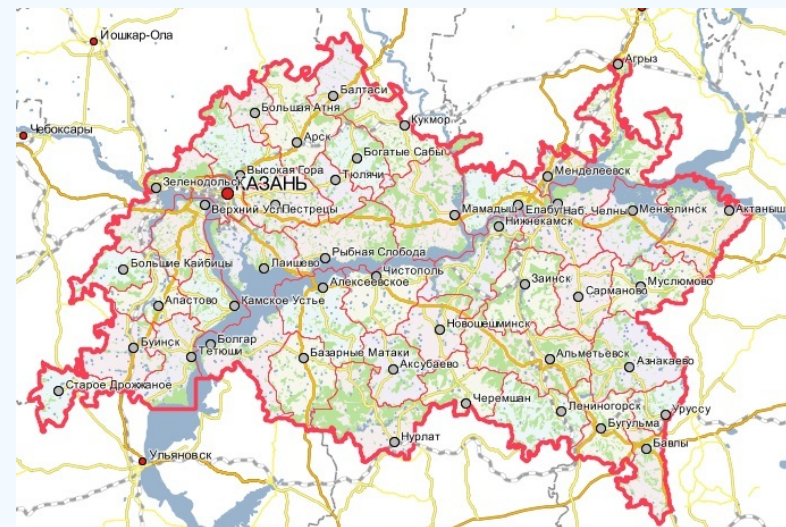 Йошкар-Ола
Агрыз
Балтаси
Большая Атня
Кукмор
Чебоксары
Арск
Богатые Сабы
Высокая Гора
Тюлячи
Менделеевск
Зеленодольск
КАЗАНЬ
Верхний Усл
Пестрецы
Мамадыш
Елабуга
Наб. Челны
Мензелинск
Актаныш
Нижнекамск
Рыбная Слобода
Большие Кайбицы
Лаишево
Чистополь
Алексеевское
Заинск
Сарманово
Муслюмово
Апастово
Камское Устье
Новошешминск
Буинск
Болгар
Тетюши
Базарные Матаки
Альметьевск
Аксубаево
Азнакаево
Старое Дрожжаное
Черемшан
Лениногорск
Уруссу
Бугульма
Нурлат
Бавлы
Ульяновск